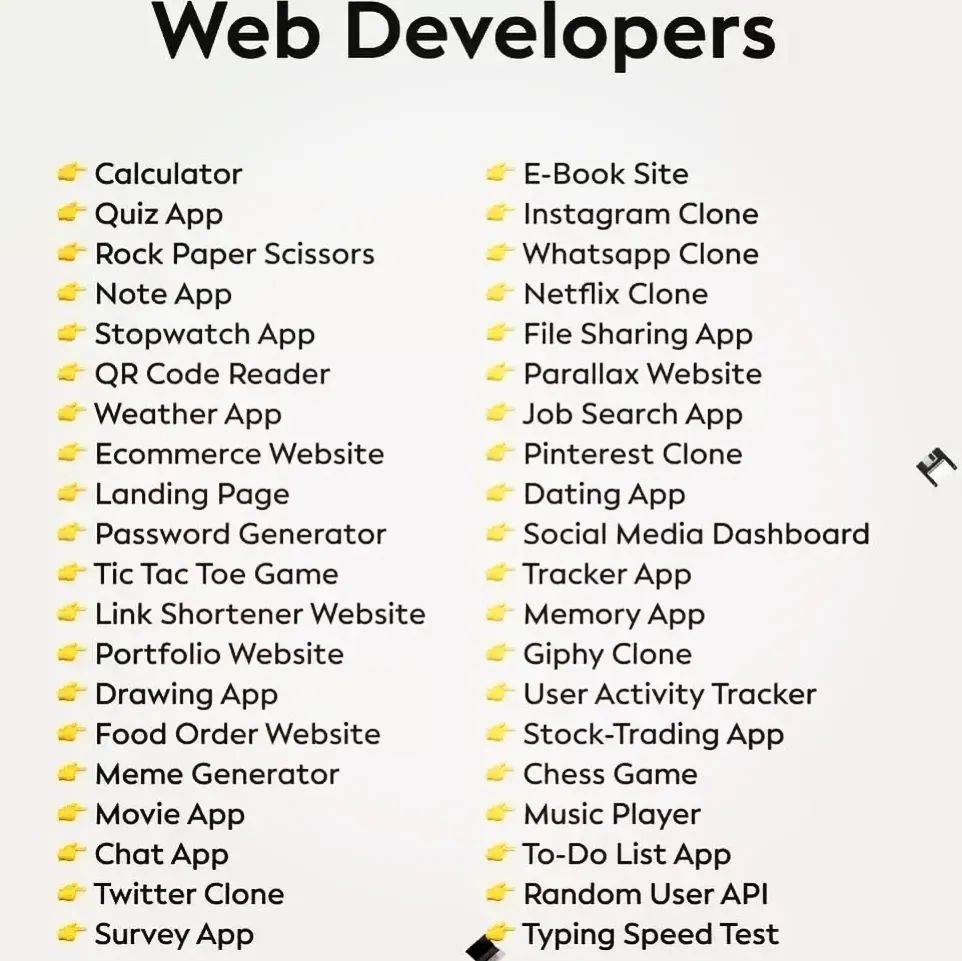 Web Developers
👉 Calculator
👉 Quiz App
👉 Rock Paper Scissors
👉 Note App
👉 Stopwatch App
👉 QR Code Reader
👉 Weather App
👉 Ecommerce Website
👉 Landing Page
👉 Password Generator
👉 Tic Tac Toe Game
👉 Link Shortener Website
👉 Portfolio Website
👉 Drawing App
👉 Food Order Website
👉 Meme Generator
👉 Movie App
👉 Chat App
👉 Twitter Clone
👉 Survey App
👉 E-Book Site
👉 Instagram Clone
👉 Whatsapp Clone
👉 Netflix Clone
👉 File Sharing App
👉 Parallax Website
👉 Job Search App
👉 Pinterest Clone
👉 Dating App
👉 Social Media Dashboard
👉 Tracker App
👉 Memory App
👉 Giphy Clone
👉 User Activity Tracker
👉 Stock-Trading App
👉 Chess Game
👉 Music Player
👉 To-Do List App
👉 Random User API
👉 Typing Speed Test